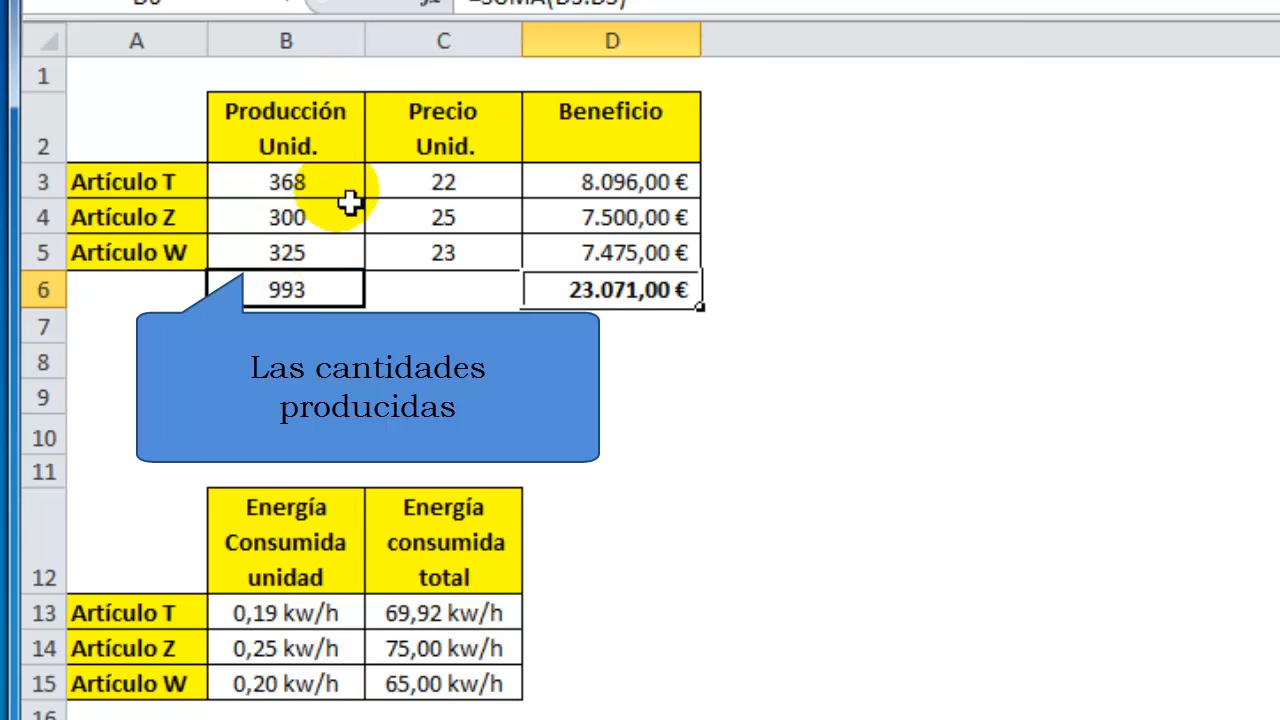 A B C D
1
Producción Precio Beneficio
2 Unid. Unid.
3 Artículo T 368 22 8.096,00 €
4 Artículo Z 300 25 7.500,00 €
5 Artículo W 325 23 7.475,00 €
6 993 23.071,00 €
7
8
9
10
11
Las cantidades
producidas
Energía Energía
Consumida consumida
12 unidad total
13 Artículo T 0,19 kw/h 69,92 kw/h
14 Artículo Z 0,25 kw/h 75,00 kw/h
15 Artículo W 0,20 kw/h 65,00 kw/h
16